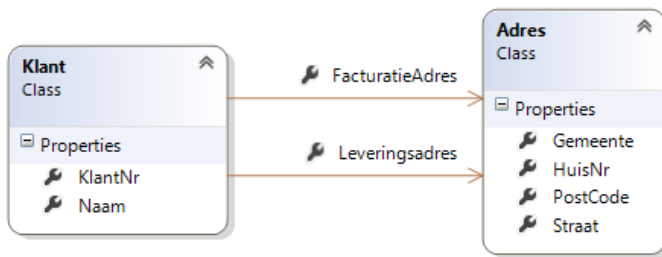 Klant
Class
Properties
KlantNr
Naam
FacturatieAdres
Leveringsadres
Adres
Class
Properties
Gemeente
HuisNr
PostCode
Straat